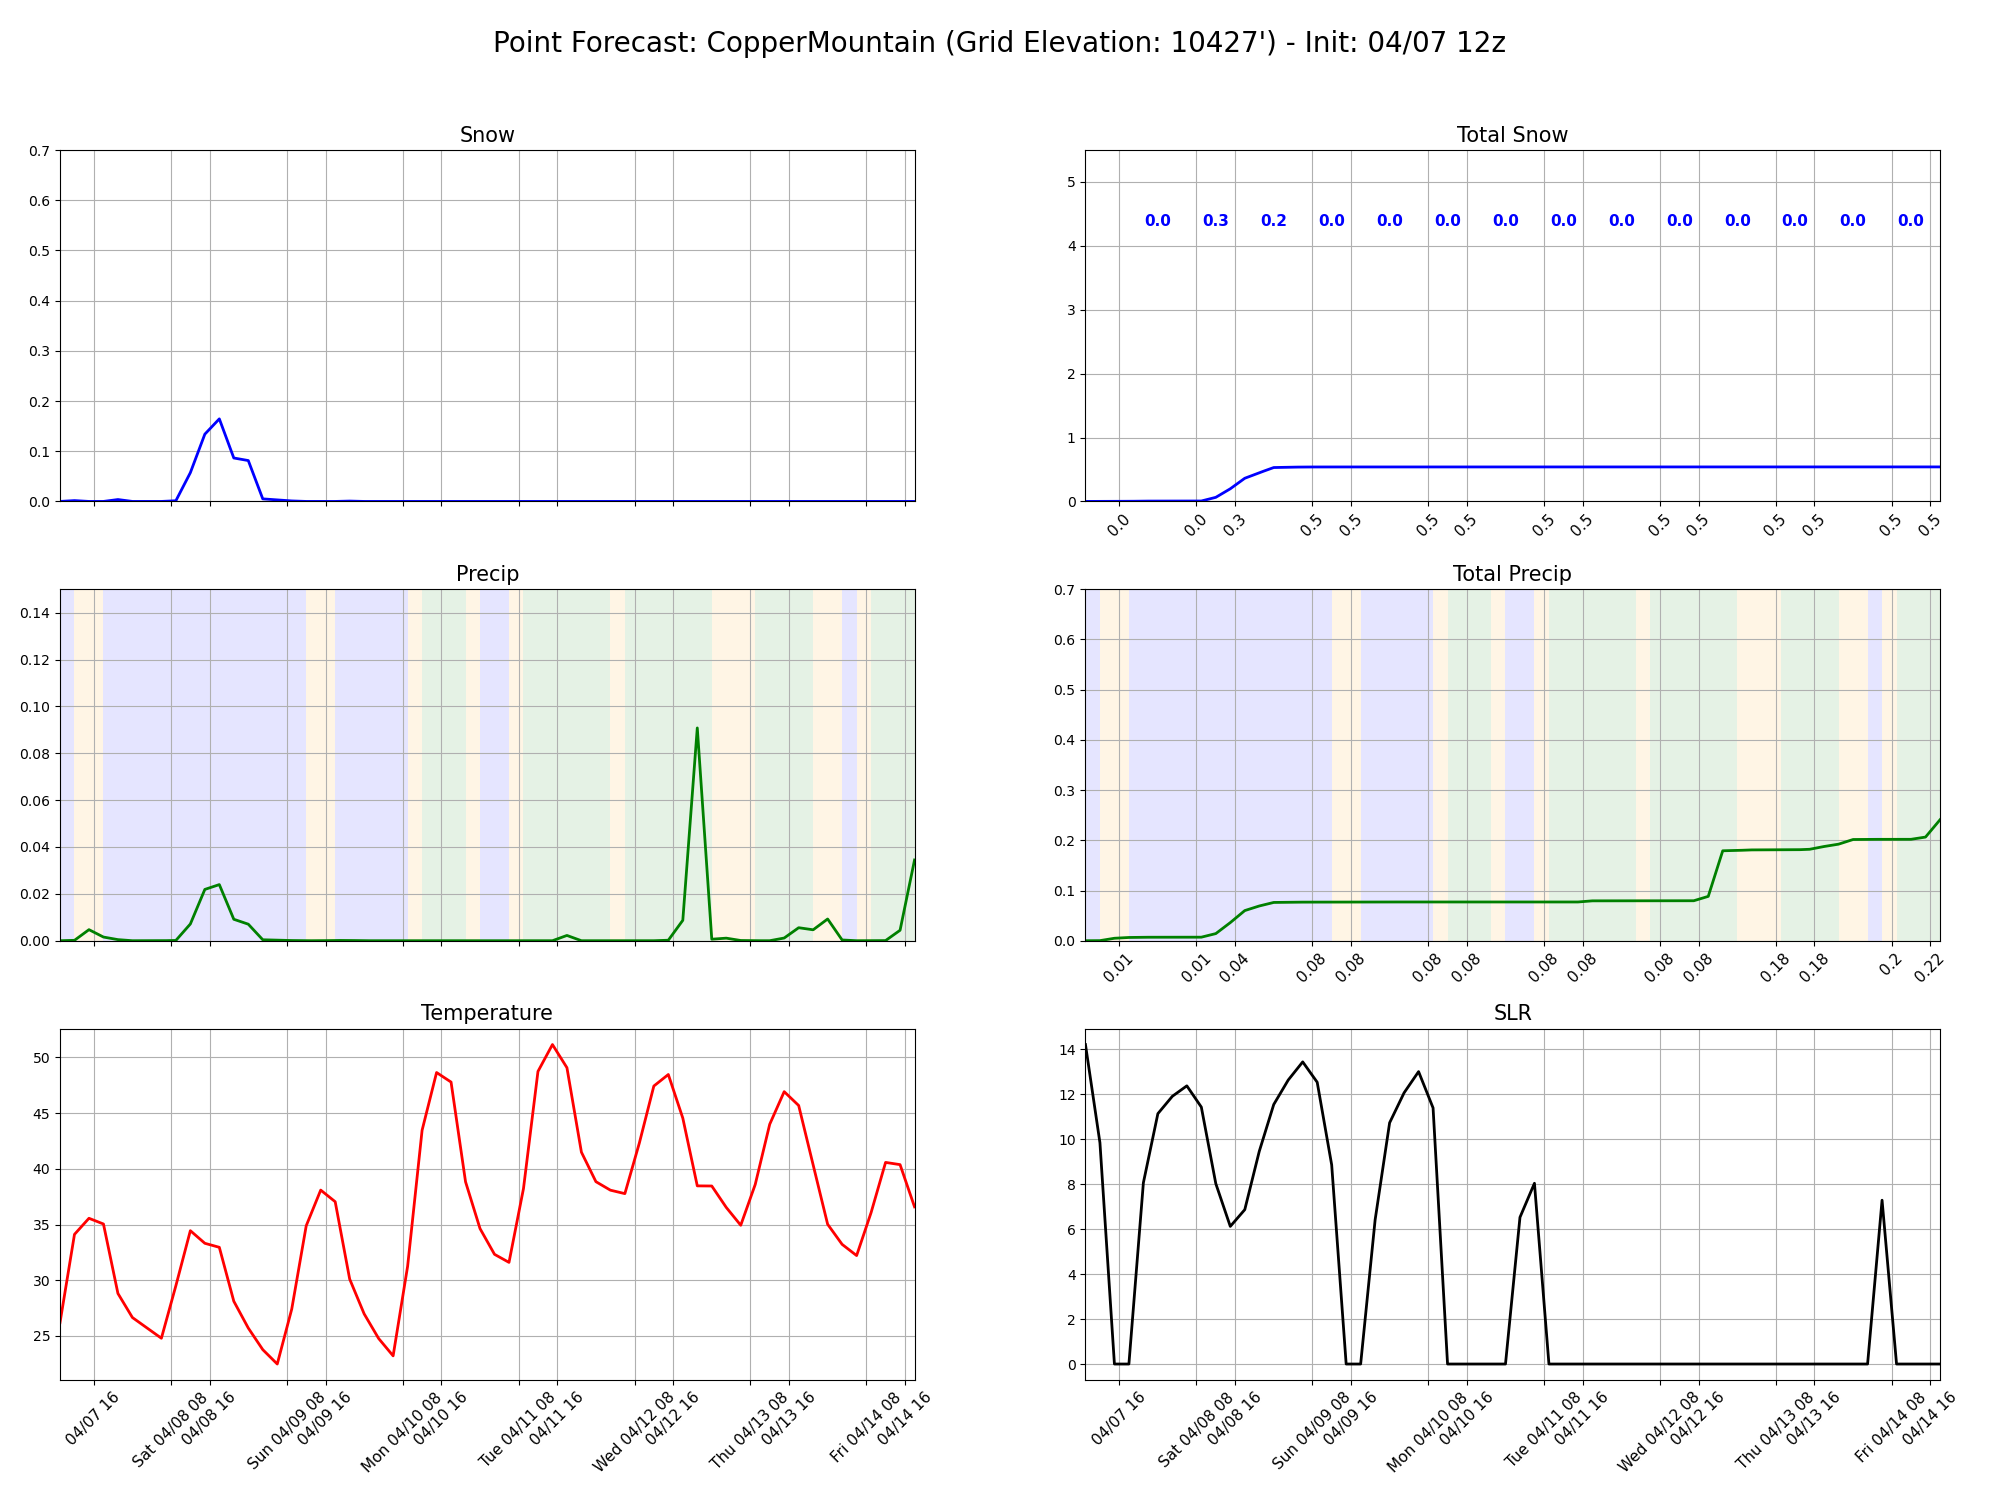 Point Forecast: CopperMountain (Grid Elevation: 10427') - Init: 04/07 12z
Snow
0.7
0.6
0.5
0.4
0.3
0.2
0.1
0.0
Total Snow
5
4
3
2
1
0
0.0 0.3 0.2 0.0 0.0 0.0 0.0 0.0 0.0 0.0 0.0 0.0 0.0 0.0
0.0 0.0 0.3 0.5 0.5 0.5 0.5 0.5 0.5 0.5 0.5 0.5 0.5 0.5 0.5
Precip
0.14
0.12
0.10
0.08
0.06
0.04
0.02
0.00
Total Precip
0.7
0.6
0.5
0.4
0.3
0.2
0.1
0.0
0.01 0.01 0.04 0.08 0.08 0.08 0.08 0.08 0.08 0.08 0.08 0.18 0.18 0.2 0.22
Temperature
50
45
40
35
30
25
04/07 16
Sat 04/08 08
04/08 16
Sun 04/09 08
04/09 16
Mon 04/10 08
04/10 16
Tue 04/11 08
04/11 16
Wed 04/12 08
04/12 16
Thu 04/13 08
04/13 16
Fri 04/14 08
04/14 16
SLR
14
12
10
8
6
4
2
0
04/07 16
Sat 04/08 08
04/08 16
Sun 04/09 08
04/09 16
Mon 04/10 08
04/10 16
Tue 04/11 08
04/11 16
Wed 04/12 08
04/12 16
Thu 04/13 08
04/13 16
Fri 04/14 08
04/14 16